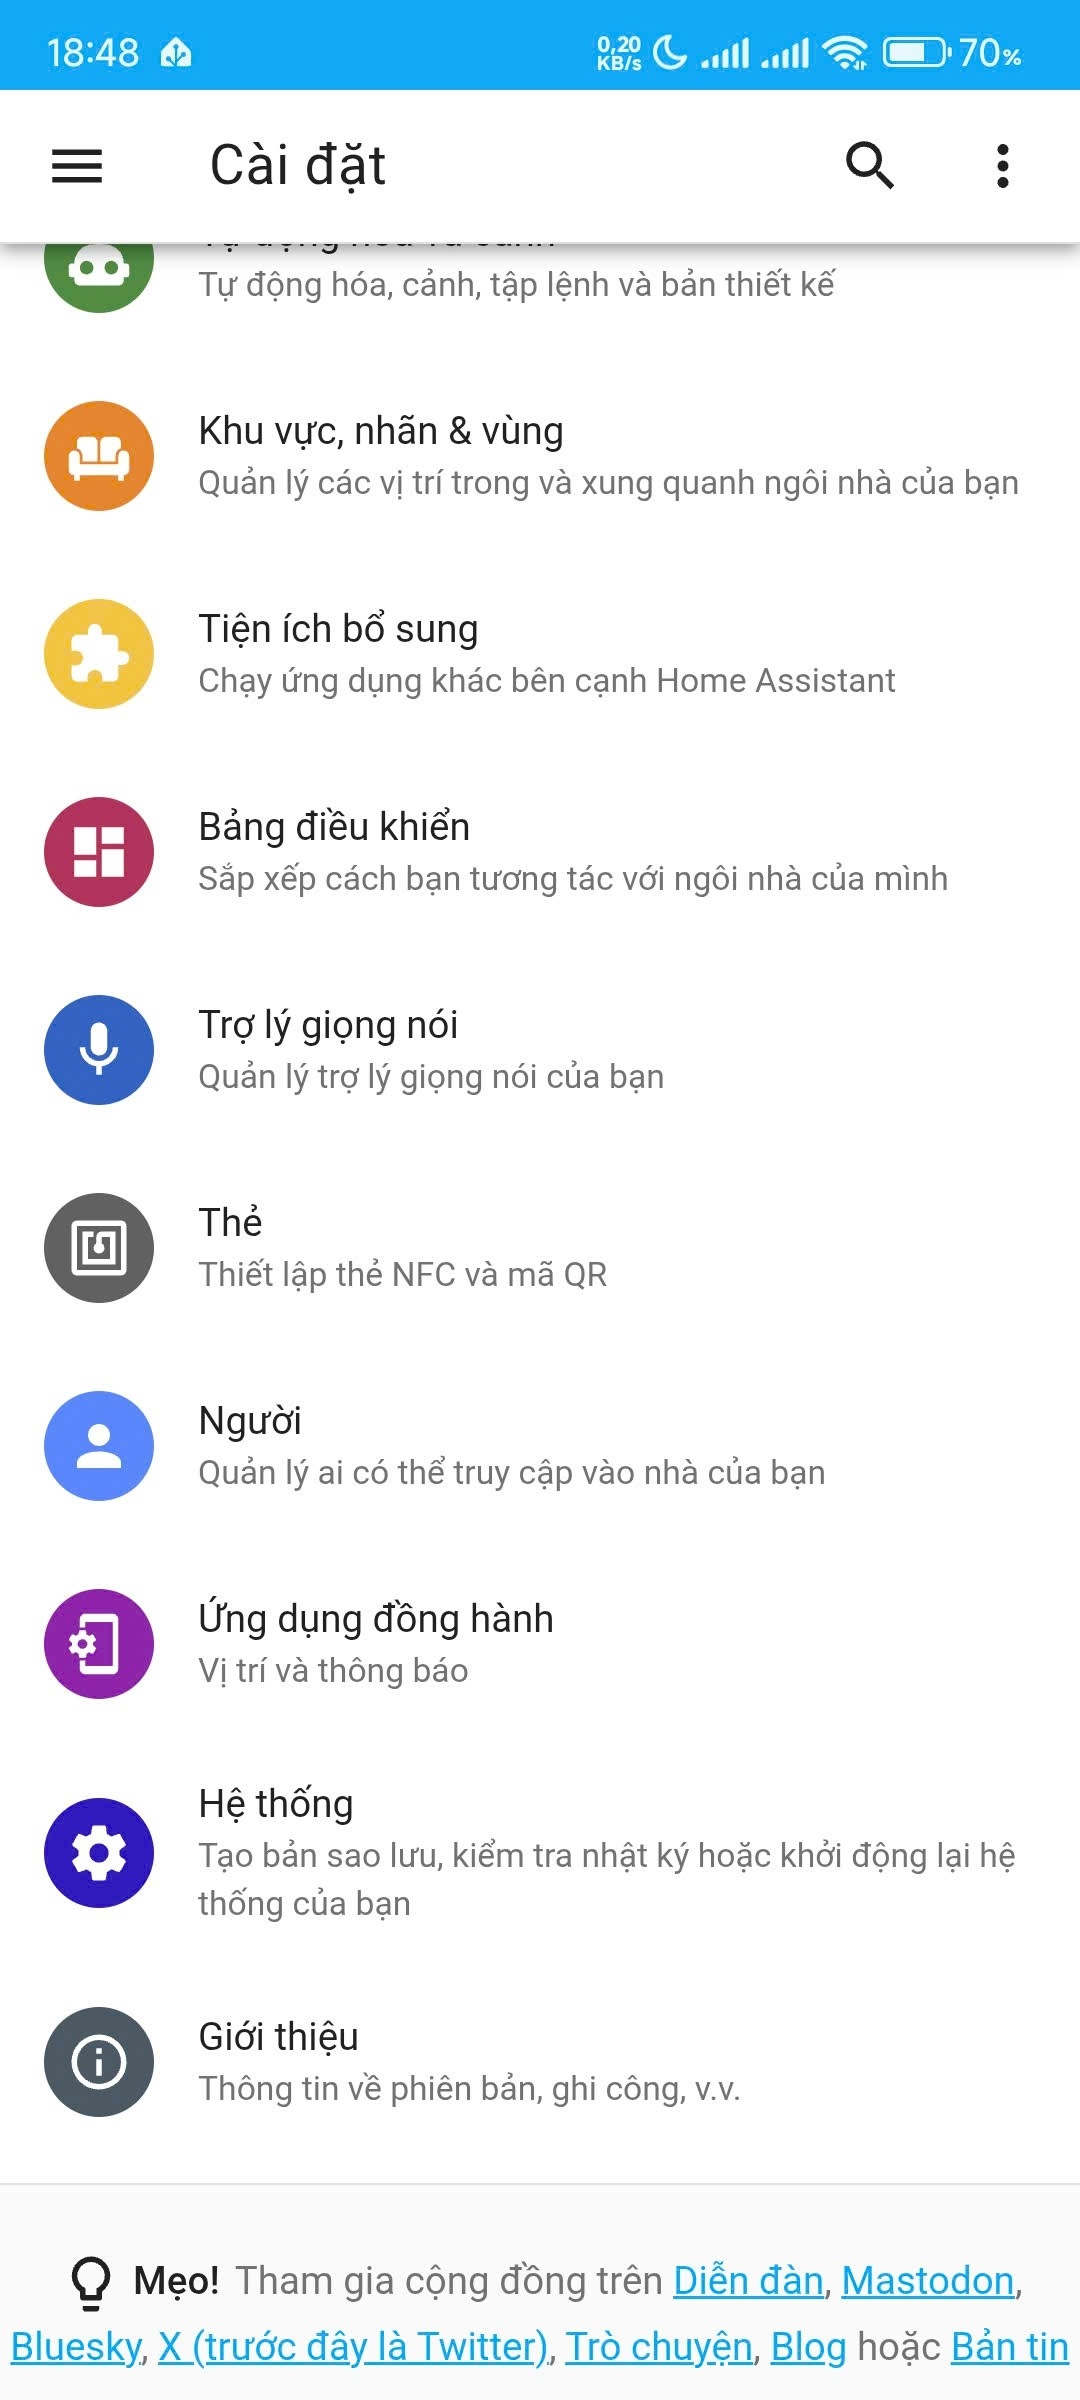 18:48
0,20
KB/s
70%
Cài đặt
Tự động hóa, cảnh, tập lệnh và bản thiết kế
Khu vực, nhãn & vùng
Quản lý các vị trí trong và xung quanh ngôi nhà của bạn
Tiện ích bổ sung
Chạy ứng dụng khác bên cạnh Home Assistant
Bảng điều khiển
Sắp xếp cách bạn tương tác với ngôi nhà của mình
Trợ lý giọng nói
Quản lý trợ lý giọng nói của bạn
Thẻ
Thiết lập thẻ NFC và mã QR
Người
Quản lý ai có thể truy cập vào nhà của bạn
Ứng dụng đồng hành
Vị trí và thông báo
Hệ thống
Tạo bản sao lưu, kiểm tra nhật ký hoặc khởi động lại hệ
thống của bạn
Giới thiệu
Thông tin về phiên bản, ghi công, v.v.
Mẹo! Tham gia cộng đồng trên Diễn đàn, Mastodon,
Bluesky, X (trước đây là Twitter), Trò chuyện, Blog hoặc Bản tin